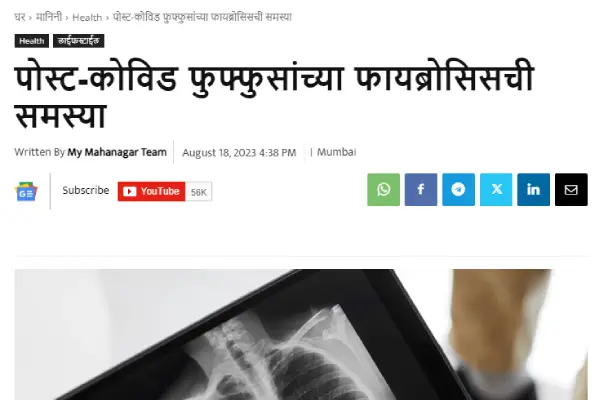 घर › मानिनी › Health › पोस्ट-कोविड फुफ्फुसांच्या फायब्रोसिसची समस्या
Health लाईफस्टाईल
पोस्ट-कोविड फुफ्फुसांच्या फायब्रोसिसची
समस्या
Written By My Mahanagar Team August 18, 2023 4:38 PM | Mumbai
GE Subscribe YouTube 56K